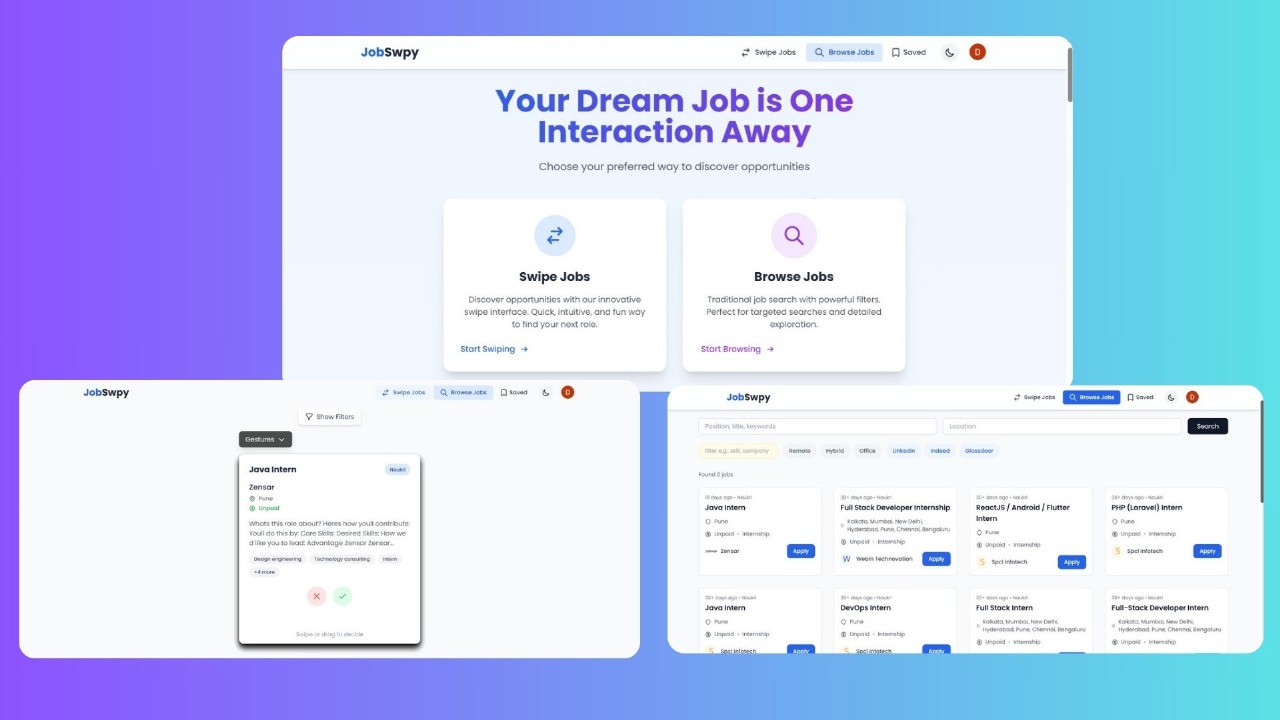 JobSwpy
Swipe Jobs
Browse Jobs
Saved
D
Your Dream Job is One
Interaction Away
Choose your preferred way to discover opportunities
Swipe Jobs
Discover opportunities with our innovative
swipe interface. Quick, intuitive, and fun way
to find your next role.
Start Swiping →
Browse Jobs
Traditional job search with powerful filters.
Perfect for targeted searches and detailed
exploration.
Start Browsing →
JobSwpy
Swipe Jobs
Browse Jobs
Saved
D
Show Filters
Gestures
Java Intern
Naukri
Zensar
Pune
Unpaid
Whats this role about? Heres how youll contribute:
Youll do this by: Core Skills: Desired Skills: How we
d like you to lead: Advantage Zensar Zensar...
Design engineering
Technology consulting
Intern
+4 more
Swipe or drag to decide
JobSwpy
Swipe Jobs
Browse Jobs
Saved
D
Position, title, keywords
Location
Search
filter e.g., skill, company
Remote
Hybrid
Office
LinkedIn
Indeed
Glassdoor
Found 0 jobs
Java Intern
Pune
Unpaid • Internship
Zensar
Apply
30+ days ago • Naukri
Full Stack Developer Internship
Kolkata, Mumbai, New Delhi,
Hyderabad, Pune, Chennai, Bengaluru
Unpaid • Internship
W Webin Technovation
Apply
30+ days ago • Naukri
ReactJS / Android / Flutter
Intern
Pune
Unpaid • Internship
S Spcl Infotech
Apply
30+ days ago • Naukri
PHP (Laravel) Intern
Pune
Unpaid • Internship
S Spcl Infotech
Apply
30+ days ago • Naukri
Java Intern
Pune
Unpaid • Internship
S Spcl Infotech
Apply
30+ days ago • Naukri
DevOps Intern
Pune
Unpaid • Internship
S Spcl Infotech
Apply
30+ days ago • Naukri
Full Stack Intern
Kolkata, Mumbai, New Delhi,
Hyderabad, Pune, Chennai, Bengaluru
Unpaid • Internship
30+ days ago • Naukri
Full-Stack Developer Intern
Kolkata, Mumbai, New Delhi,
Hyderabad, Pune, Chennai, Bengaluru
Unpaid • Internship